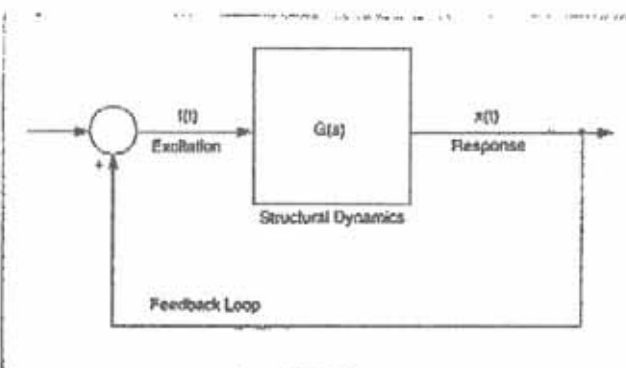 f(t)
Excitation
G(s)
x(t)
Response
+
Structural Dynamics
Feedback Loop